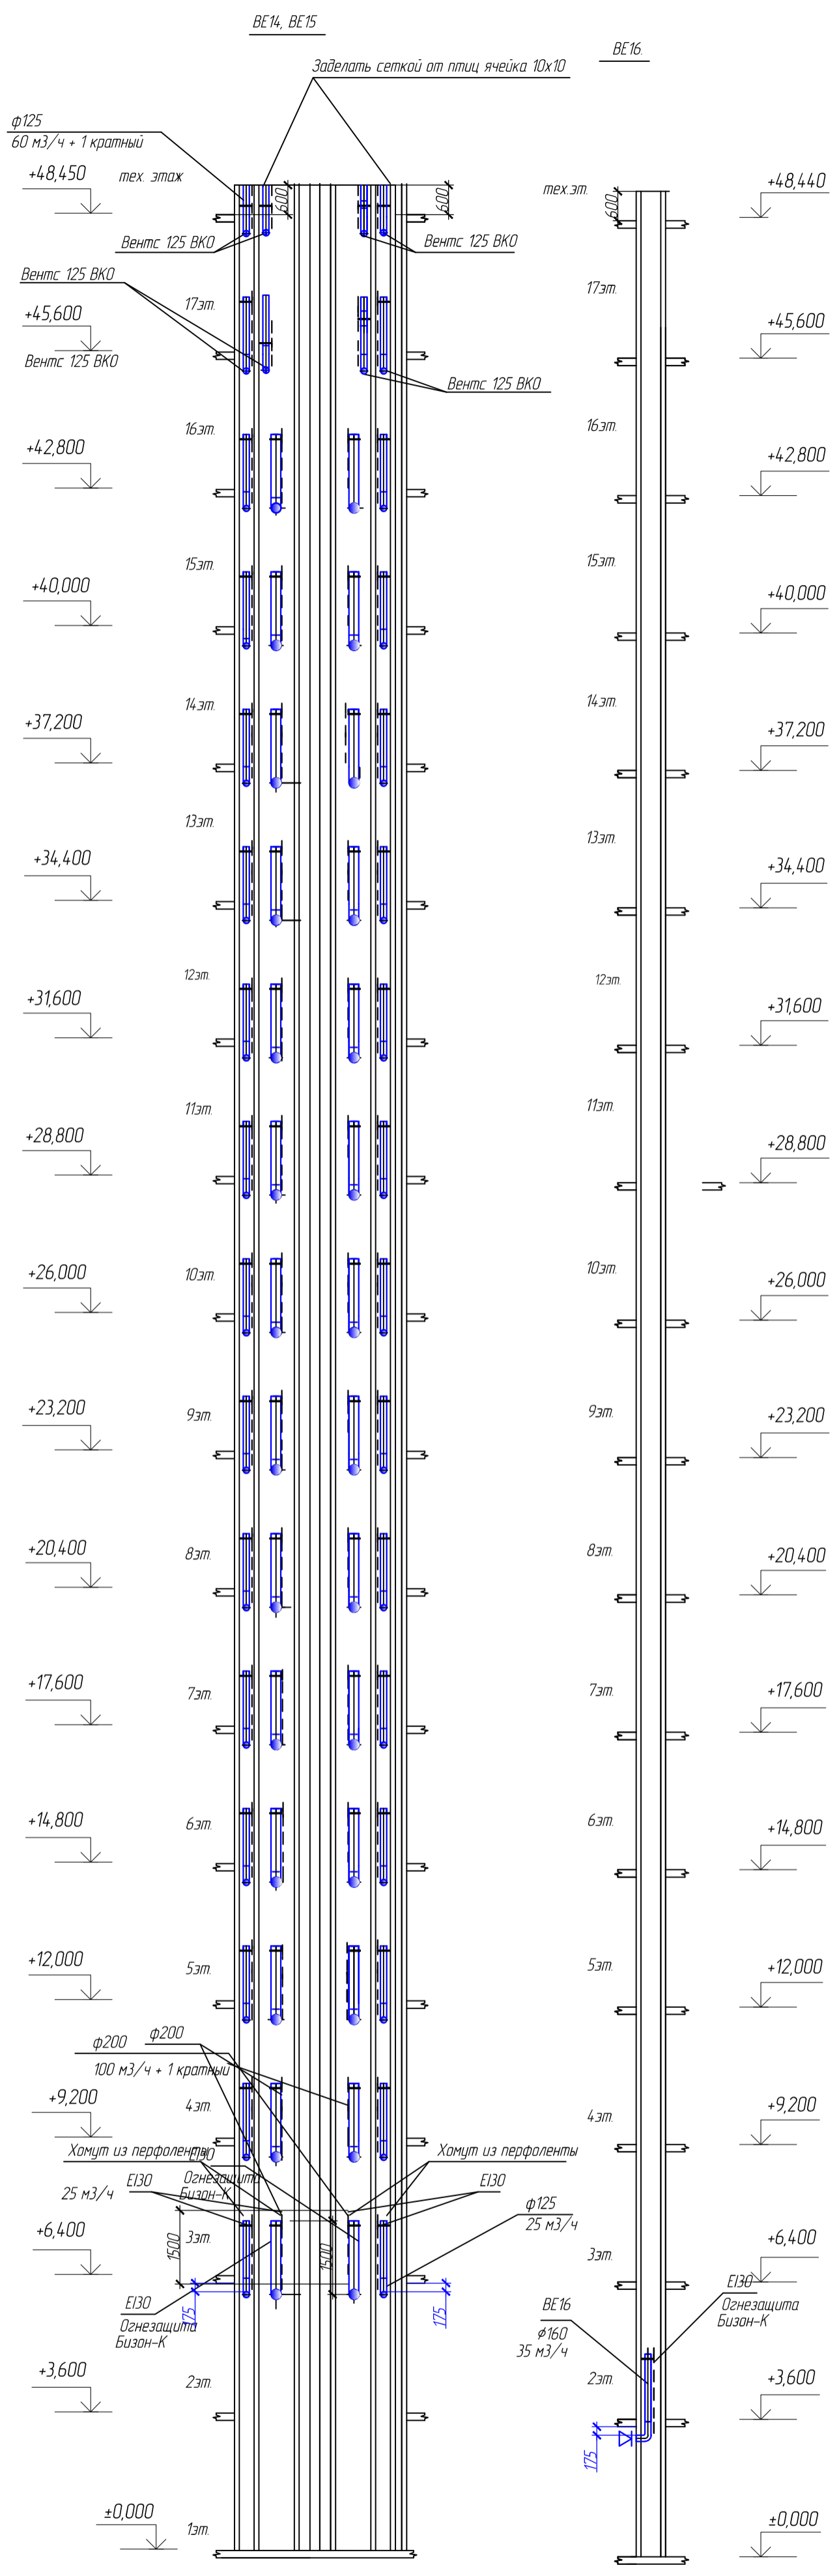 ВЕ14, ВЕ15
ВЕ16.
Заделать сеткой от птиц ячейка 10х10
ф125
60 м3/ч + 1 кратный
+48,450
тех. этаж
600
600
тех.эт.
600
+48,440
Вентс 125 ВКО
Вентс 125 ВКО
Вентс 125 ВКО
17эт.
17эт.
+45,600
+45,600
Вентс 125 ВКО
Вентс 125 ВКО
16эт.
16эт.
+42,800
+42,800
15эт.
15эт.
+40,000
+40,000
14эт.
14эт.
+37,200
+37,200
13эт.
13эт.
+34,400
+34,400
12эт.
12эт.
+31,600
+31,600
11эт.
11эт.
+28,800
+28,800
10эт.
10эт.
+26,000
+26,000
9эт.
9эт.
+23,200
+23,200
8эт.
8эт.
+20,400
+20,400
7эт.
7эт.
+17,600
+17,600
6эт.
6эт.
+14,800
+14,800
5эт.
5эт.
+12,000
+12,000
ф200
ф200
100 м3/ч + 1 кратный
+9,200
4эт.
4эт.
+9,200
Хомут из перфоленты
EI30
Хомут из перфоленты
Огнезащита
Бизон-К
EI30
25 м3/ч
EI30
ф125
25 м3/ч
+6,400
1500
3эт.
1500
3эт.
+6,400
EI30
175
175
Огнезащита
Бизон-К
ВЕ16
ф160
35 м3/ч
EI30
Огнезащита
Бизон-К
+3,600
2эт.
2эт.
+3,600
175
±0,000
1эт.
±0,000